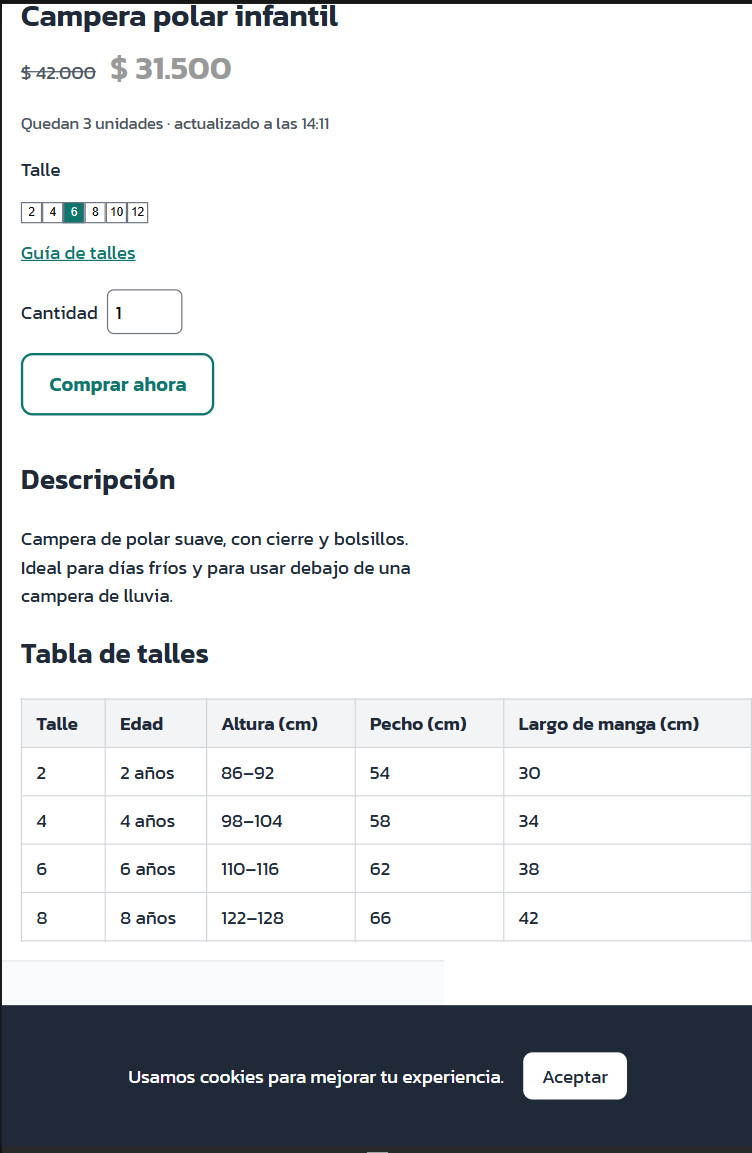 Campera polar infantil
$ 42.000 $ 31.500
Quedan 3 unidades · actualizado a las 14:11
Talle
2 4 6 8 10 12
Guía de talles
Cantidad 1
Comprar ahora
Descripción
Campera de polar suave, con cierre y bolsillos.
Ideal para días fríos y para usar debajo de una
campera de lluvia.
Tabla de talles
Talle Edad Altura (cm) Pecho (cm) Largo de manga (cm)
2 2 años 86–92 54 30
4 4 años 98–104 58 34
6 6 años 110–116 62 38
8 8 años 122–128 66 42
Usamos cookies para mejorar tu experiencia. Aceptar